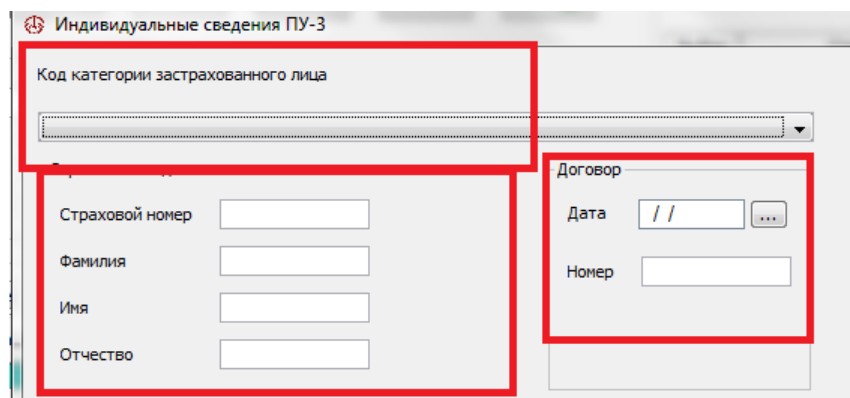 Индивидуальные сведения ПУ-3
Код категории застрахованного лица
Договор
Страховой номер
Дата / /
...
Фамилия
Номер
Имя
Отчество